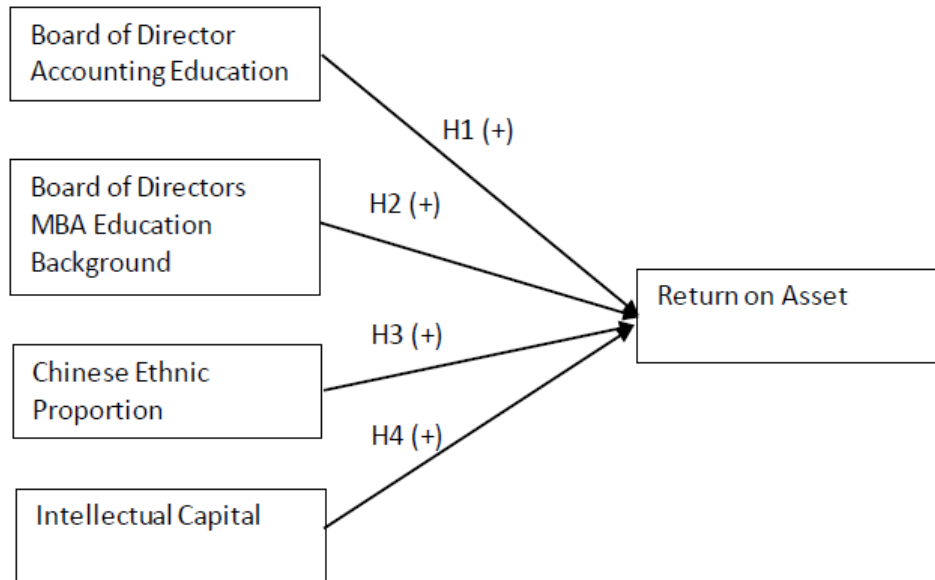 Board of Director
Accounting Education
H1 (+)
Board of Directors
MBA Education
Background
H2 (+)
Return on Asset
Chinese Ethnic
Proportion
H3 (+)
H4 (+)
Intellectual Capital